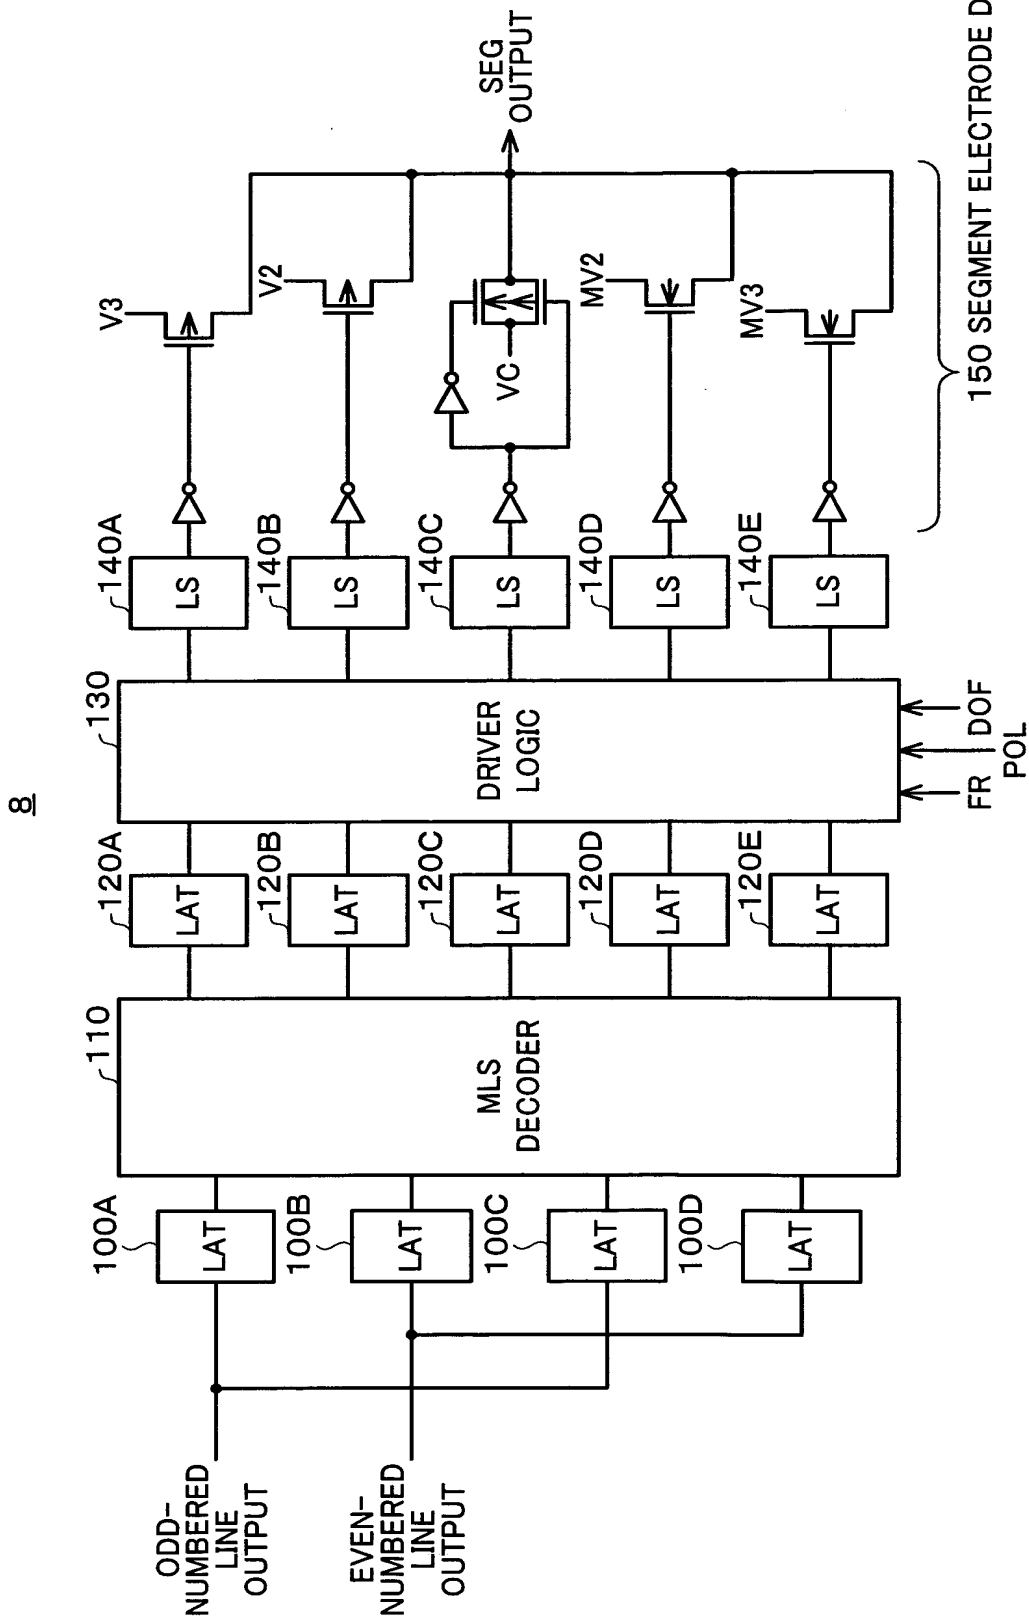 8
ODD-
NUMBERED
LINE
OUTPUT
EVEN-
NUMBERED
LINE
OUTPUT
100A
LAT
100B
LAT
100C
LAT
100D
LAT
110
MLS
DECODER
120A
LAT
120B
LAT
120C
LAT
120D
LAT
120E
LAT
130
DRIVER
LOGIC
FR
POL
DOF
140A
LS
140B
LS
140C
LS
140D
LS
140E
LS
V3
V2
VC
MV2
MV3
SEG
OUTPUT
150 SEGMENT ELECTRODE D